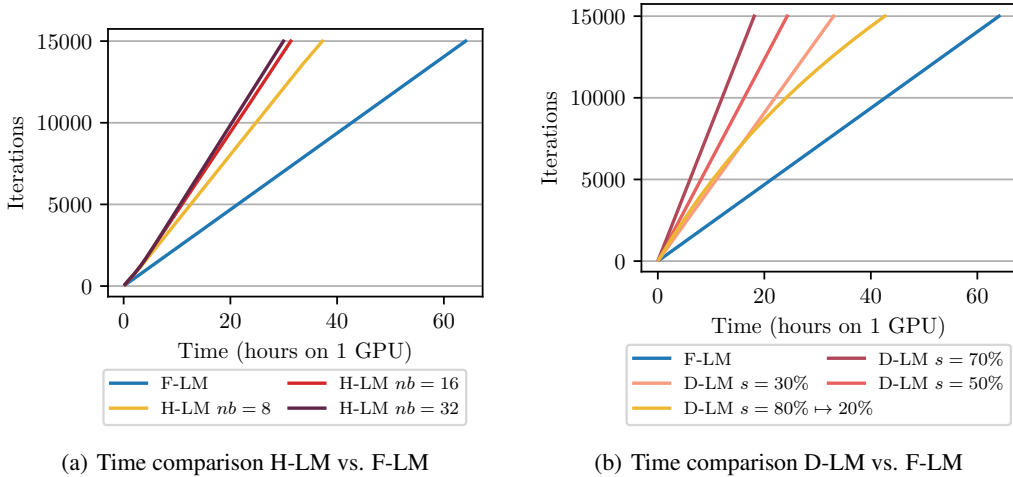 15000
10000
5000
0
Iterations
0 20 40 60
Time (hours on 1 GPU)
F-LM H-LM nb = 16
H-LM nb = 8 H-LM nb = 32
(a) Time comparison H-LM vs. F-LM
15000
10000
5000
0
Iterations
0 20 40 60
Time (hours on 1 GPU)
F-LM D-LM s = 70%
D-LM s = 30% D-LM s = 50%
D-LM s = 80% ↦ 20%
(b) Time comparison D-LM vs. F-LM